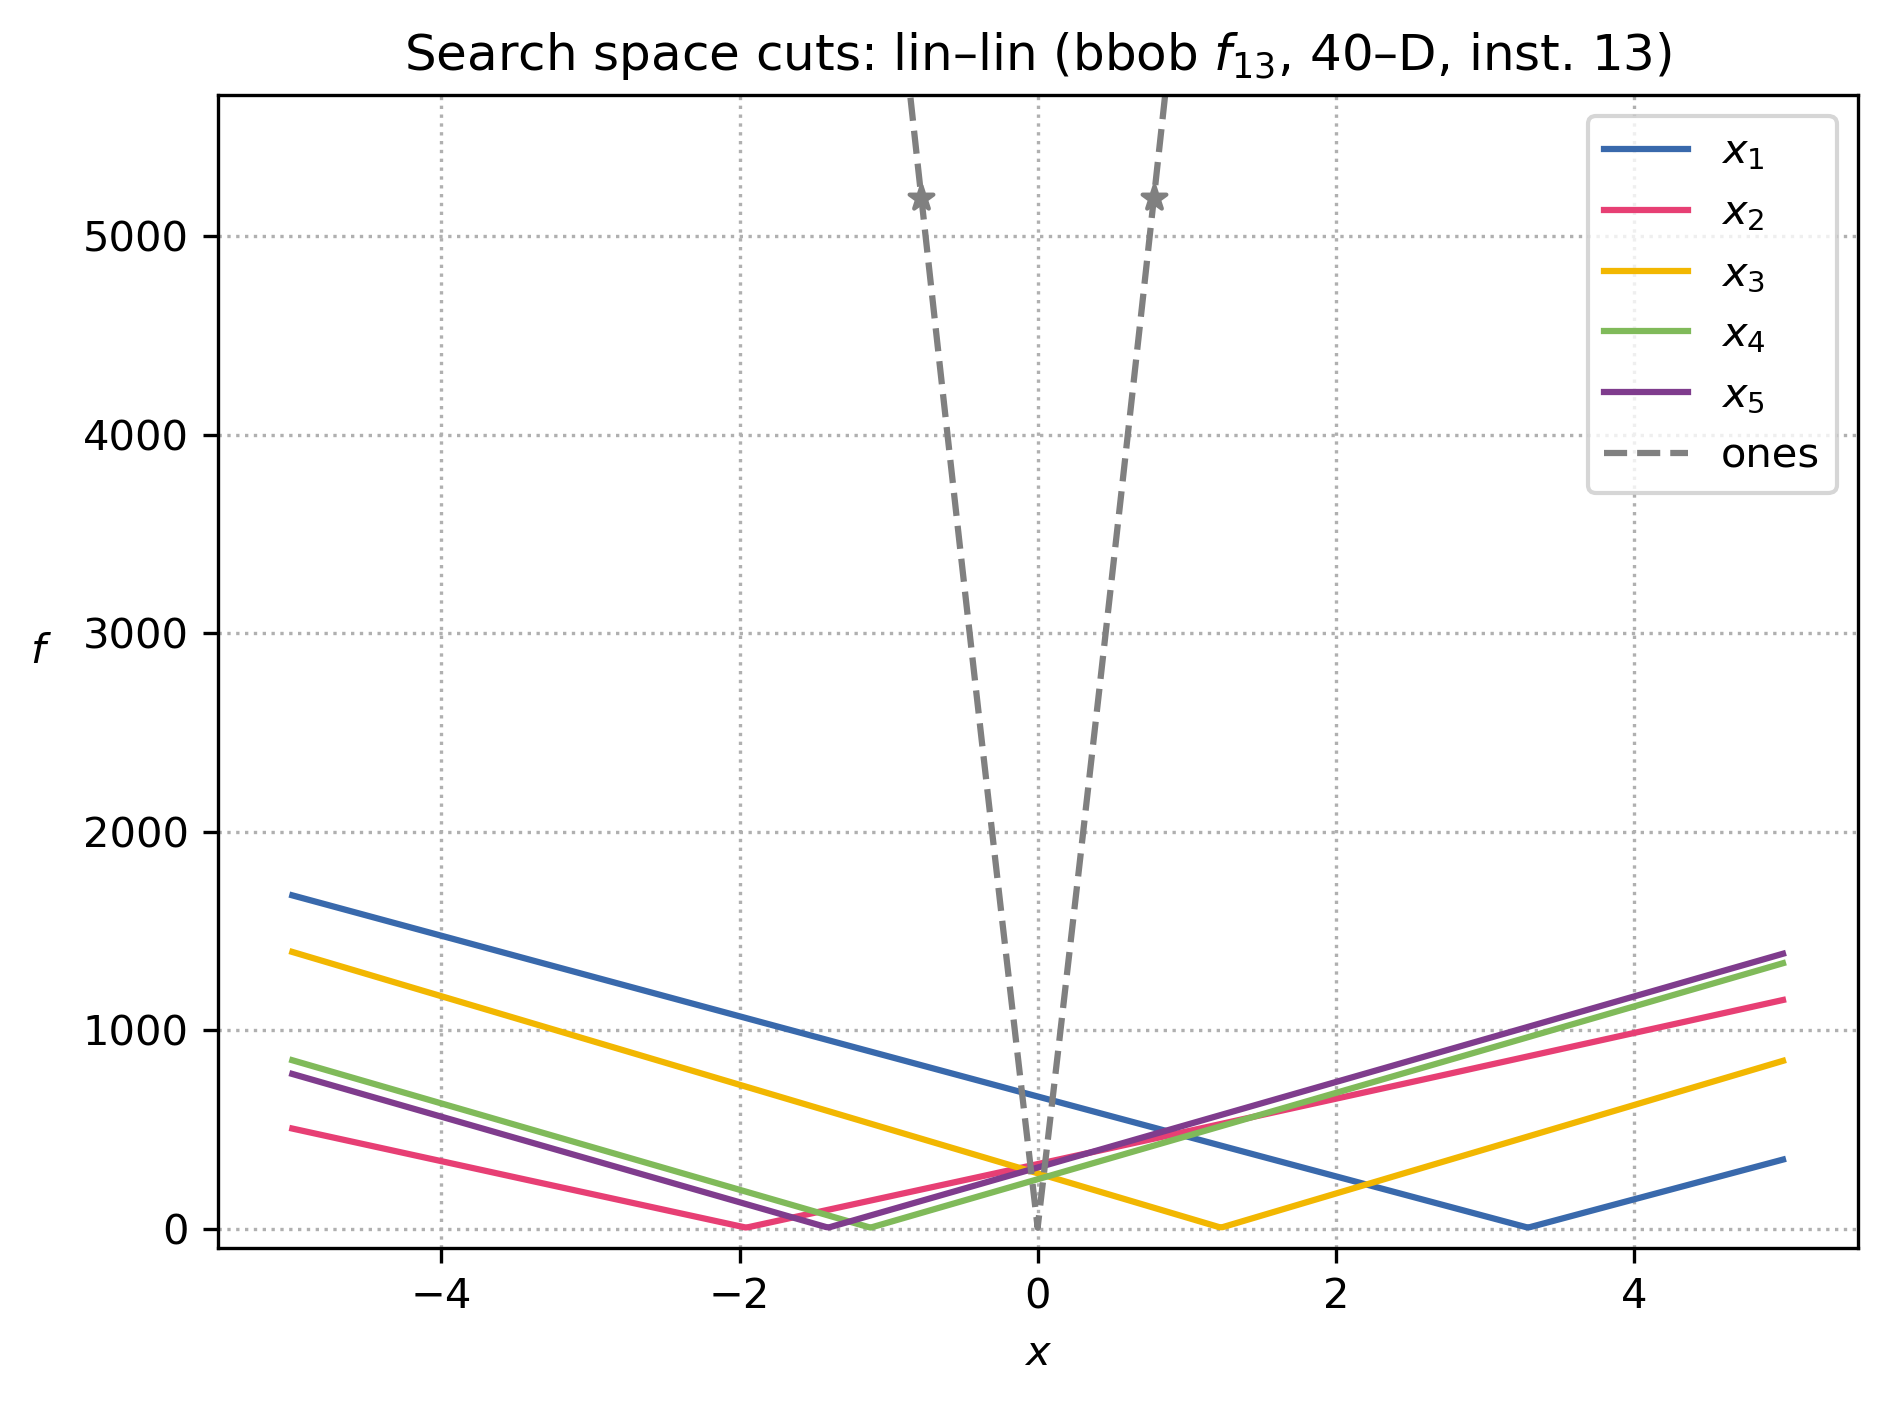 Search space cuts: lin–lin (bbob f13, 40–D, inst. 13)
x1
x2
x3
x4
x5
ones
5000
4000
3000
2000
1000
0
f
−4
−2
0
2
4
x